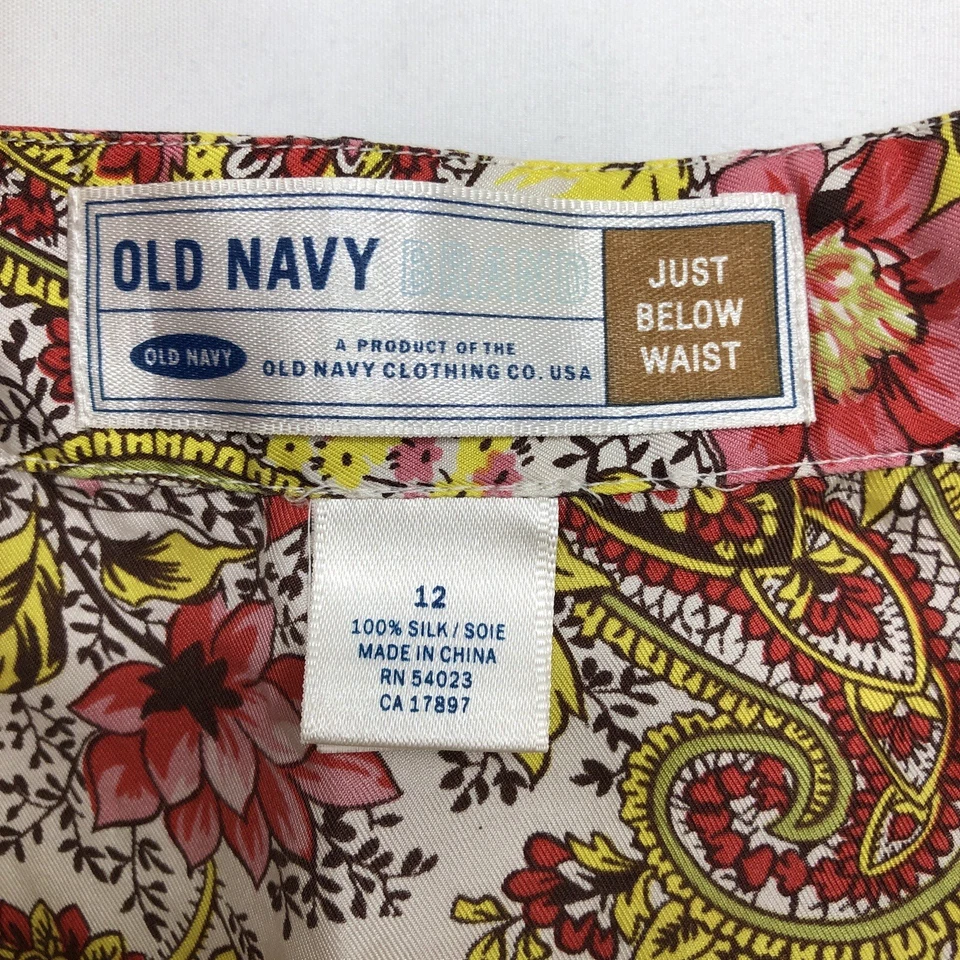 OLD NAVY
OLD NAVY
A PRODUCT OF THE
OLD NAVY CLOTHING CO. USA
JUST
BELOW
WAIST
12
100% SILK / SOIE
MADE IN CHINA
RN 54023
CA 17897